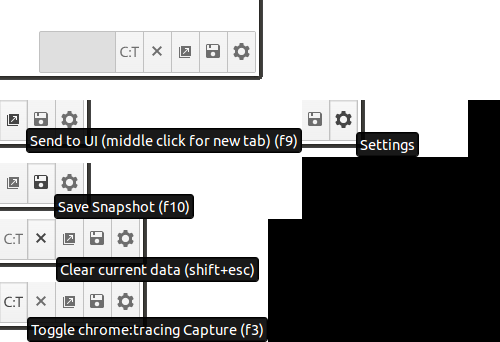 C:T
Send to UI (middle click for new tab) (f9)
Settings
Save Snapshot (f10)
C:T
Clear current data (shift+esc)
C:T
Toggle chrome:tracing Capture (f3)